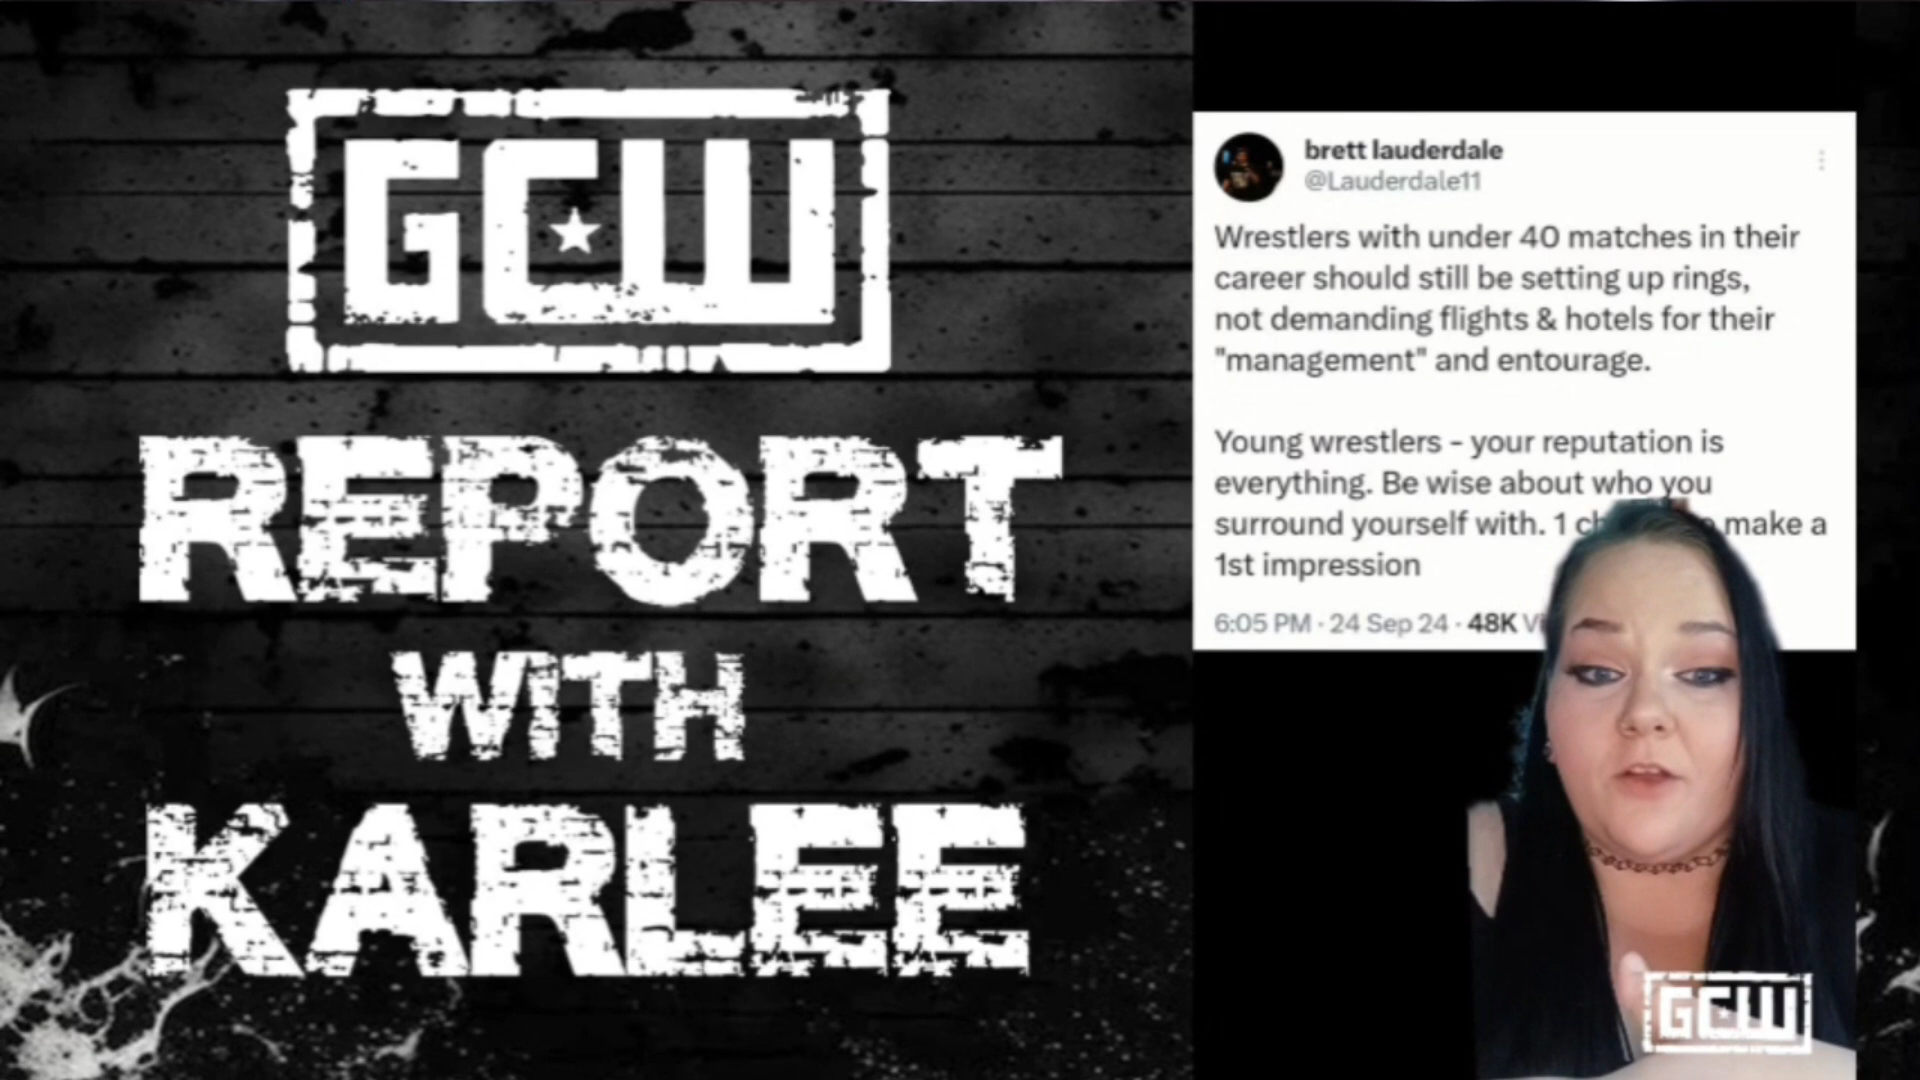 GCW
REPORT
WITH
KARLEE
brett lauderdale
@Lauderdale11
Wrestlers with under 40 matches in their
career should still be setting up rings,
not demanding flights & hotels for their
"management" and entourage.
Young wrestlers - your reputation is
everything. Be wise about who you
surround yourself with. 1 make a
1st impression
6:05 PM · 24 Sep 24 · 48K
GCW